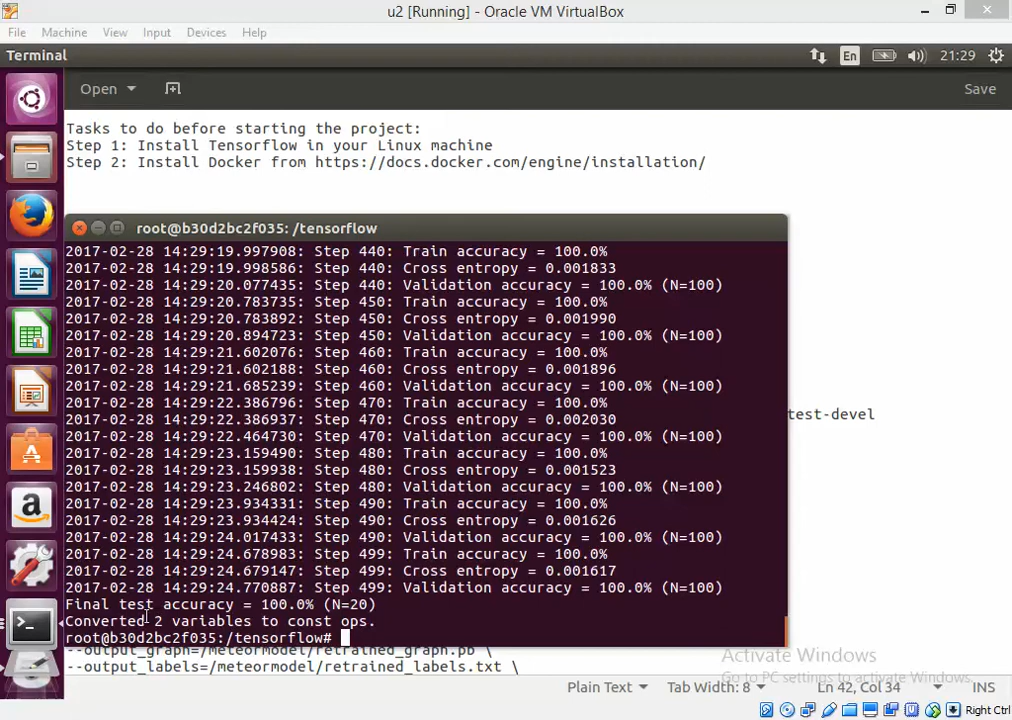 u2 [Running] - Oracle VM VirtualBox
File Machine View Input Devices Help
Terminal En 21:29
Open Save
Tasks to do before starting the project:
Step 1: Install Tensorflow in your Linux machine
Step 2: Install Docker from https://docs.docker.com/engine/installation/
root@b30d2bc2f035: /tensorflow
2017-02-28 14:29:19.997908: Step 440: Train accuracy = 100.0%
2017-02-28 14:29:19.998586: Step 440: Cross entropy = 0.001833
2017-02-28 14:29:20.077435: Step 440: Validation accuracy = 100.0% (N=100)
2017-02-28 14:29:20.783735: Step 450: Train accuracy = 100.0%
2017-02-28 14:29:20.783892: Step 450: Cross entropy = 0.001990
2017-02-28 14:29:20.894723: Step 450: Validation accuracy = 100.0% (N=100)
2017-02-28 14:29:21.602076: Step 460: Train accuracy = 100.0%
2017-02-28 14:29:21.602188: Step 460: Cross entropy = 0.001896
2017-02-28 14:29:21.685239: Step 460: Validation accuracy = 100.0% (N=100)
2017-02-28 14:29:22.386796: Step 470: Train accuracy = 100.0%
2017-02-28 14:29:22.386937: Step 470: Cross entropy = 0.002030
test-devel
2017-02-28 14:29:22.464730: Step 470: Validation accuracy = 100.0% (N=100)
2017-02-28 14:29:23.159490: Step 480: Train accuracy = 100.0%
2017-02-28 14:29:23.159938: Step 480: Cross entropy = 0.001523
2017-02-28 14:29:23.246802: Step 480: Validation accuracy = 100.0% (N=100)
2017-02-28 14:29:23.934331: Step 490: Train accuracy = 100.0%
2017-02-28 14:29:23.934424: Step 490: Cross entropy = 0.001626
2017-02-28 14:29:24.017433: Step 490: Validation accuracy = 100.0% (N=100)
2017-02-28 14:29:24.678983: Step 499: Train accuracy = 100.0%
2017-02-28 14:29:24.679147: Step 499: Cross entropy = 0.001617
2017-02-28 14:29:24.770887: Step 499: Validation accuracy = 100.0% (N=100)
Final test accuracy = 100.0% (N=20)
Converted 2 variables to const ops.
root@b30d2bc2f035:/tensorflow#
--output_graph=/meteormodel/retrained_graph.pb \
--output_labels=/meteormodel/retrained_labels.txt \
Activate Windows
Go to PC settings to activate Windows.
Plain Text Tab Width: 8 Ln 42, Col 34 INS
Right Ctrl